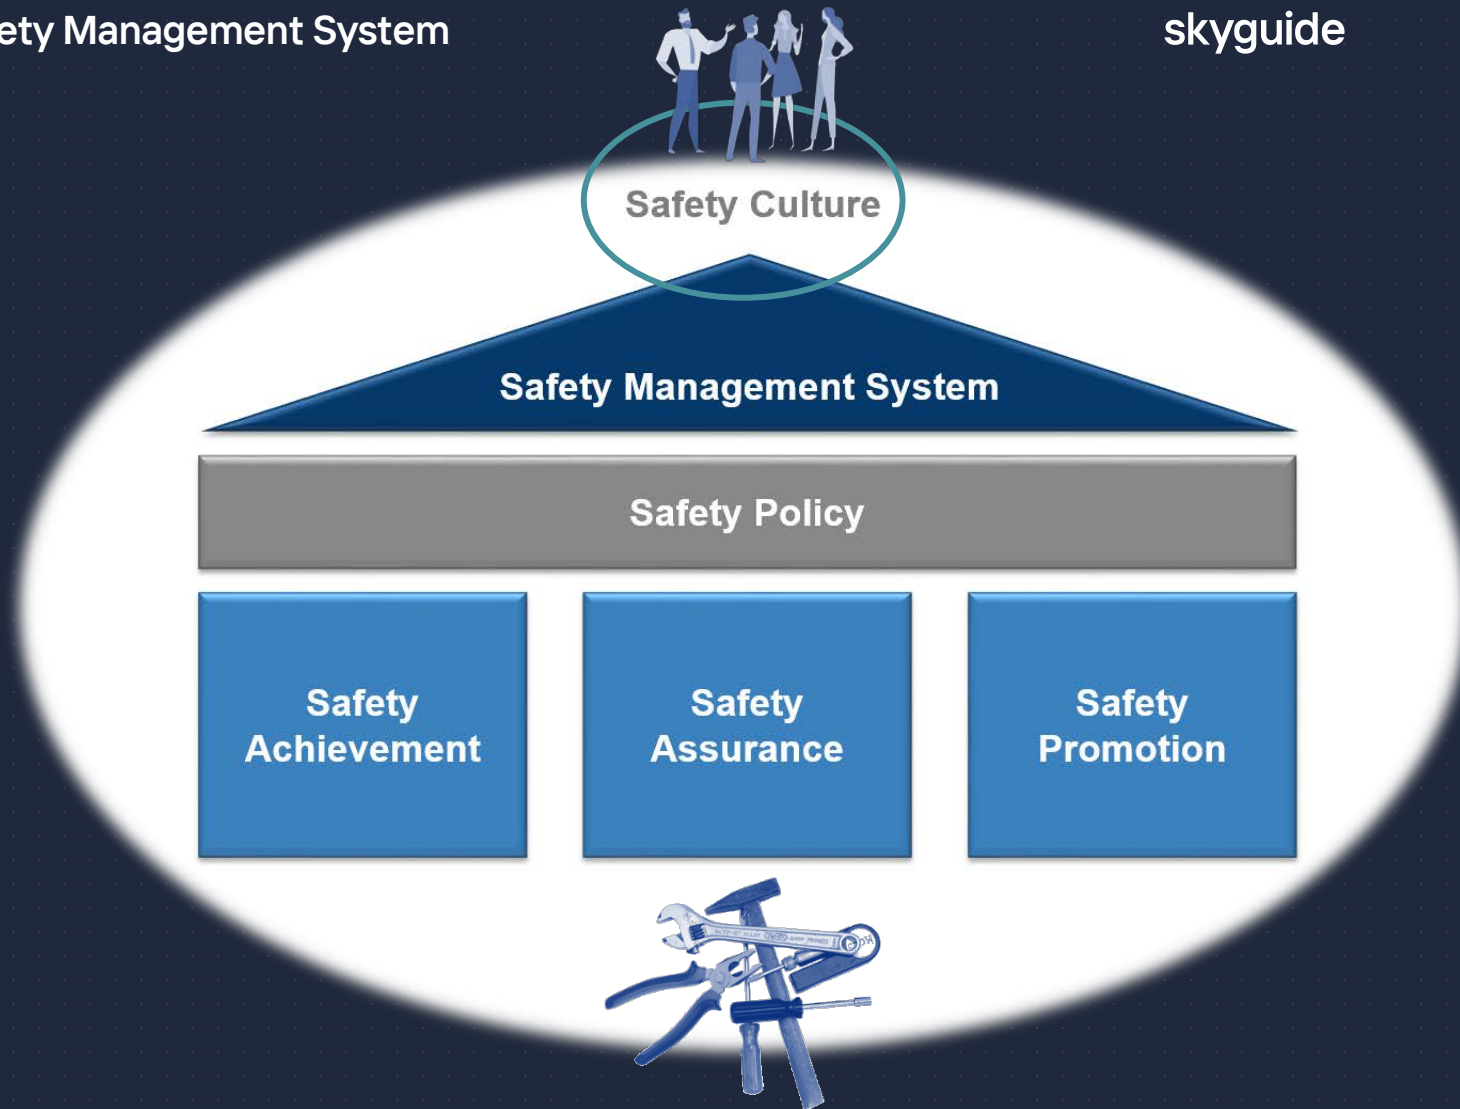 ety Management System
skyguide
Safety Culture
Safety Management System
Safety Policy
Safety
Achievement
Safety
Assurance
Safety
Promotion